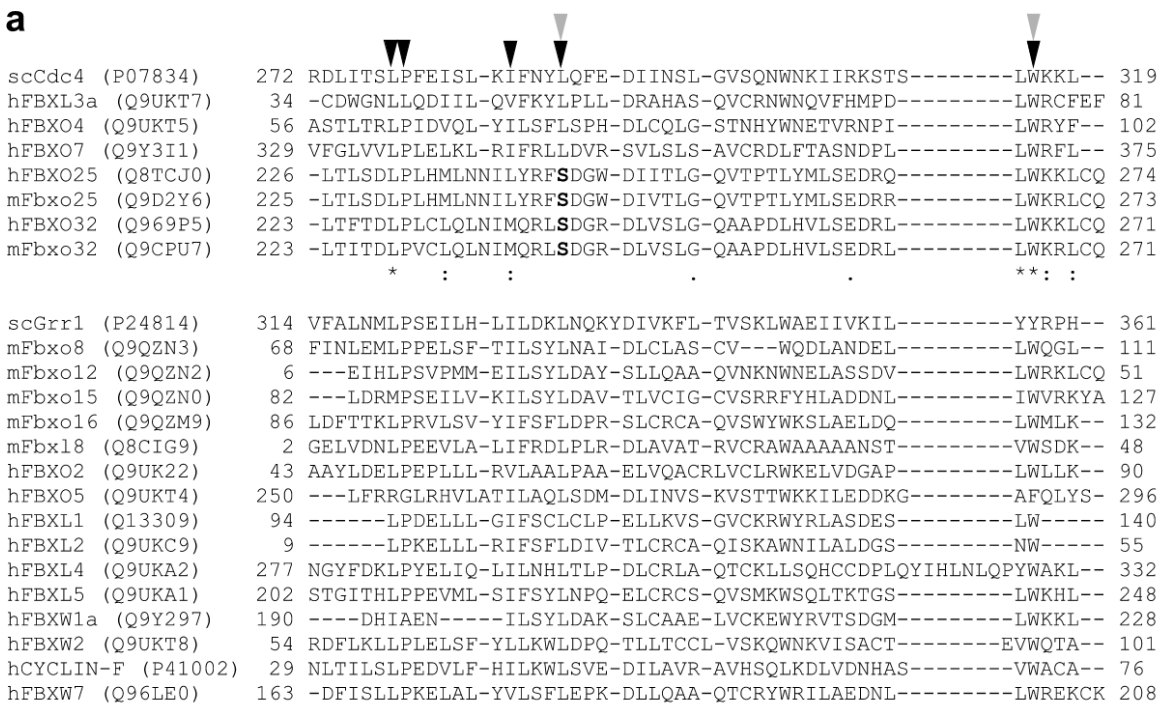 a
scCdc4 (P07834) 272 RDLITSLPFEISL-KIFNYLQFE-DIINSL-GVSQNWNKIIRKSTS--------LWKKL-- 319
hFBXL3a (Q9UKT7) 34 -CDWGNLLQDIIL-QVFKYLPLL-DRAHAS-QVCRNWNQVFHMPD---------LWRCFEF 81
hFBXO4 (Q9UKT5) 56 ASTLTRLPIDVQL-YILSFLSPH-DLCQLG-STNHYWNETVRNPI---------LWRYF-- 102
hFBXO7 (Q9Y3I1) 329 VFGLVVLPLELKL-RIFRLLDVR-SVLSLS-AVCRDLFTASNDPL---------LWRFL-- 375
hFBXO25 (Q8TCJ0) 226 -LTLSDLPLHMLNNILYRFSDGW-DIITLG-QVTPTLYMLSEDRQ---------LWKKLCQ 274
mFbxo25 (Q9D2Y6) 225 -LTLSDLPLHMLNNILYRFSDGW-DIVTLG-QVTPTLYMLSEDRR---------LWKRLCQ 273
hFBXO32 (Q969P5) 223 -LTFTDLPLCLQLNIMQRLSDGR-DLVSLG-QAAPDLHVLSEDRL---------LWKKLCQ 271
mFbxo32 (Q9CPU7) 223 -LTITDLPVCLQLNIMQRLSDGR-DLVSLG-QAAPDLHVLSEDRL---------LWKRLCQ 271
* : : . . **: :
scGrr1 (P24814) 314 VFALNMLPSEILH-LILDKLNQKYDIVKFL-TVSKLWAEIIVKIL---------YYRPH-- 361
mFbxo8 (Q9QZN3) 68 FINLEMLPPELSF-TILSYLNAI-DLCLAS-CV---WQDLANDEL---------LWQGL-- 111
mFbxo12 (Q9QZN2) 6 ---EIHLPSVPMM-EILSYLDAY-SLLQAA-QVNKNWNELASSDV---------LWRKLCQ 51
mFbxo15 (Q9QZN0) 82 --LDRMPSEILV-KILSYLDAV-TLVCIG-CVSRRFYHLADDNL---------IWVRKYA 127
mFbxo16 (Q9QZM9) 86 LDFTTKLPRVLSV-YIFSFLDPR-SLCRCA-QVSWYWKSLAELDQ---------LWMLK-- 132
mFbxl8 (Q8CIG9) 2 GELVDNLPEEVLA-LIFRDLPLR-DLAVAT-RVCRAWAAAAANST---------VWSDK-- 48
hFBXO2 (Q9UK22) 43 AAYLDELPEPLLL-RVLAALPAA-ELVQACRLVCLRWKELVDGAP---------LWLLK-- 90
hFBXO5 (Q9UKT4) 250 ---LFRRGLRHVLATILAQLSDM-DLINVS-KVSTTWKKILEDDKG--------AFQLYS- 296
hFBXL1 (Q13309) 94 ------LPDELLL-GIFSCLCLP-ELLKVS-GVCKRWYRLASDES---------LW----- 140
hFBXL2 (Q9UKC9) 9 ------LPKELLL-RIFSFLDIV-TLCRCA-QISKAWNILALDGS---------NW----- 55
hFBXL4 (Q9UKA2) 277 NGYFDKLPYELIQ-LILNHLTLP-DLCRLA-QTCKLLSQHCCDPLQYIHLNLQPYWAKL-- 332
hFBXL5 (Q9UKA1) 202 STGITHLPPEVML-SIFSYLNPQ-ELCRCS-QVSMKWSQLTKTGS---------LWKHL-- 248
hFBXW1a (Q9Y297) 190 ----DHIAEN-----ILSYLDAK-SLCAAE-LVCKEWYRVTSDGM---------LWKKL-- 228
hFBXW2 (Q9UKT8) 54 RDFLKLLPLELSF-YLLKWLDPQ-TLLTCCL-VSKQWNKVISACT-------EVWQTA-- 101
hCYCLIN-F (P41002) 29 NLTILSLPEDVLF-HILKWLSVE-DILAVR-AVHSQLKDLVDNHAS--------VWACA-- 76
hFBXW7 (Q96LE0) 163 -DFISLLPKELAL-YVLSFLEPK-DLLQAA-QTCRYWRILAEDNL---------LWREKCK 208